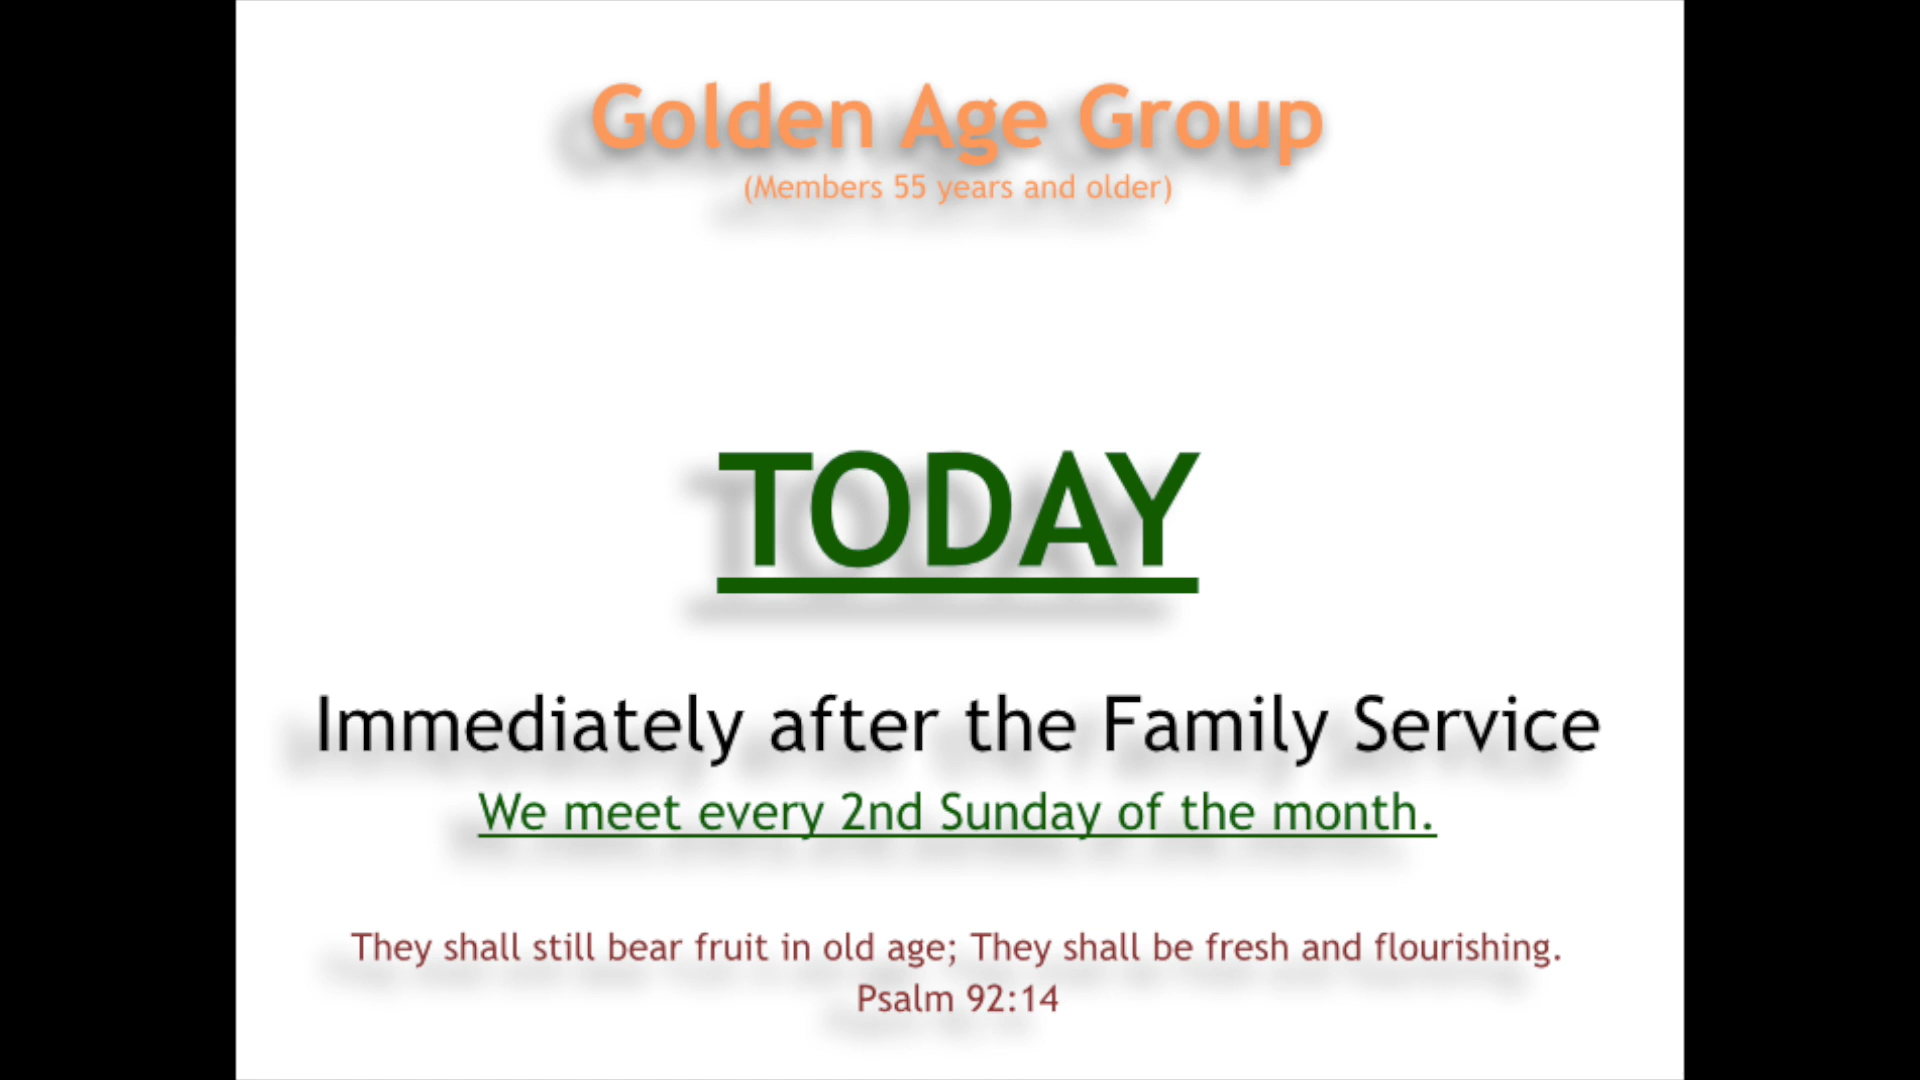 Golden Age Group
(Members 55 years and older)
TODAY
Immediately after the Family Service
We meet every 2nd Sunday of the month.
They shall still bear fruit in old age; They shall be fresh and flourishing.
Psalm 92:14